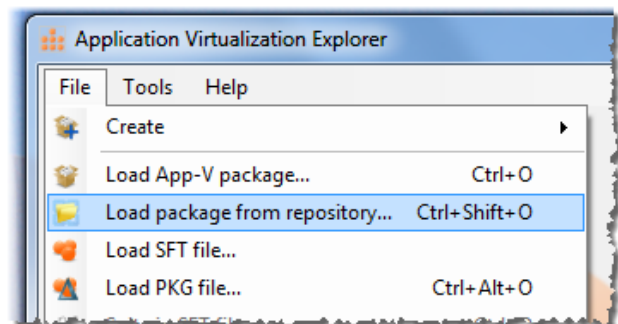 Application Virtualization Explorer
File Tools Help
Create
Load App-V package... Ctrl+O
Load package from repository... Ctrl+Shift+O
Load SFT file...
Load PKG file... Ctrl+Alt+O